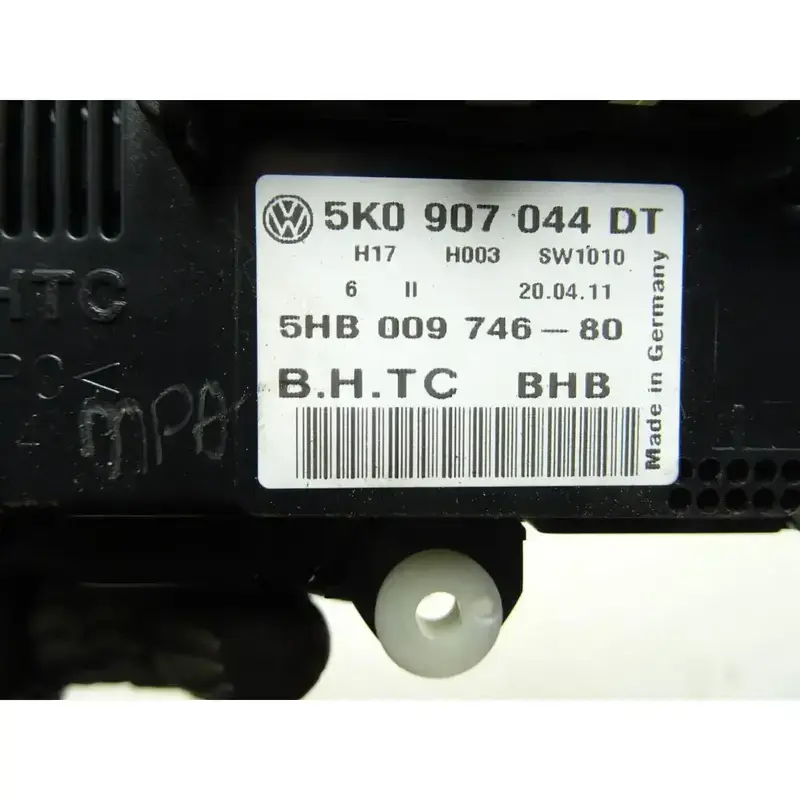 5K0 907 044 DT
H17 H003 SW1010
6 II 20.04.11
5HB 009 746-80
B.H.TC BHB
Made in Germany
HTC
PC<